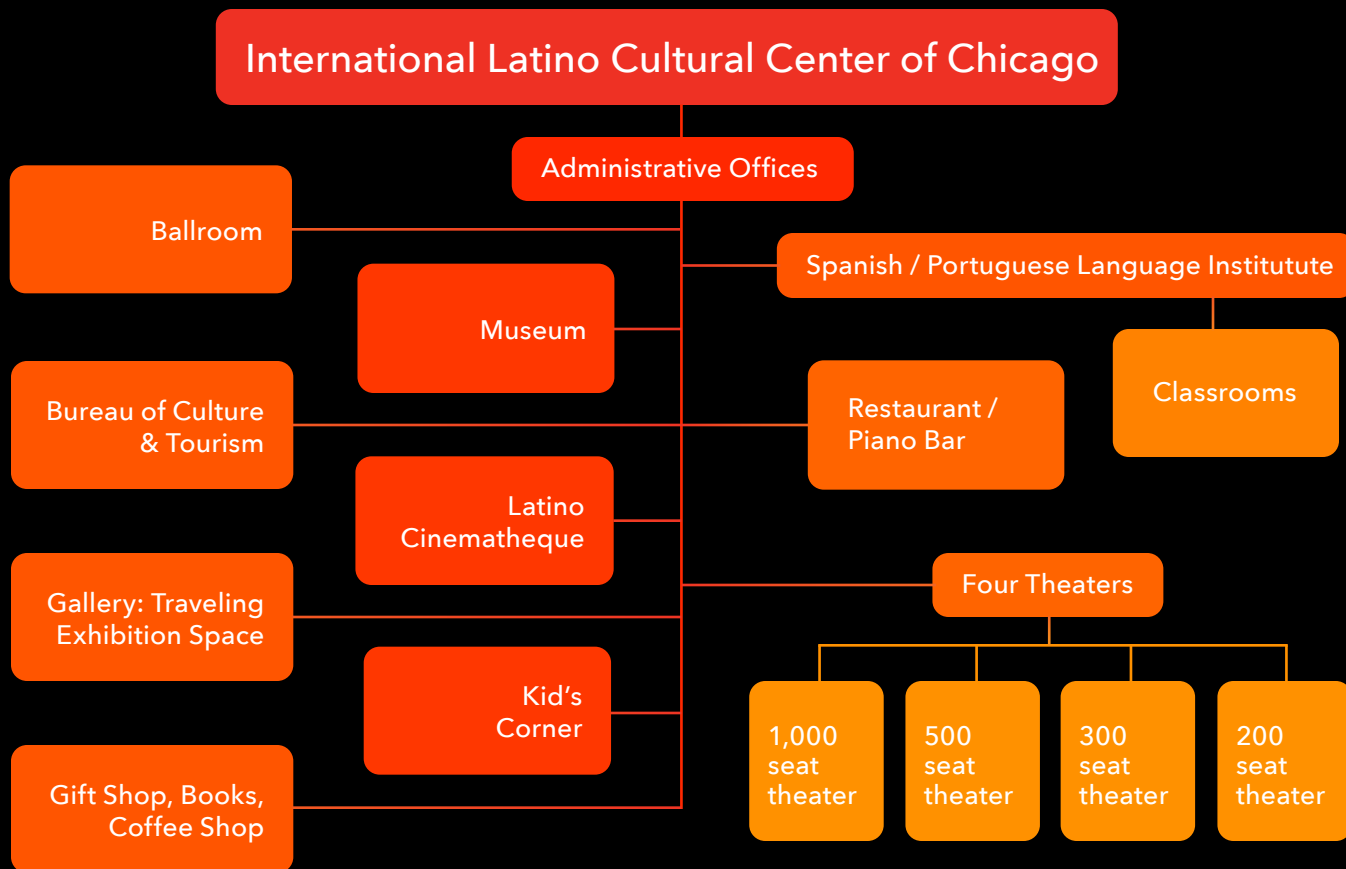 International Latino Cultural Center of Chicago
Administrative Offices
Ballroom
Spanish / Portuguese Language Institutute
Museum
Classrooms
Bureau of Culture
& Tourism
Restaurant /
Piano Bar
Latino
Cinematheque
Gallery: Traveling
Exhibition Space
Four Theaters
Kid's
Corner
1,000
seat
theater
500
seat
theater
300
seat
theater
200
seat
theater
Gift Shop, Books,
Coffee Shop